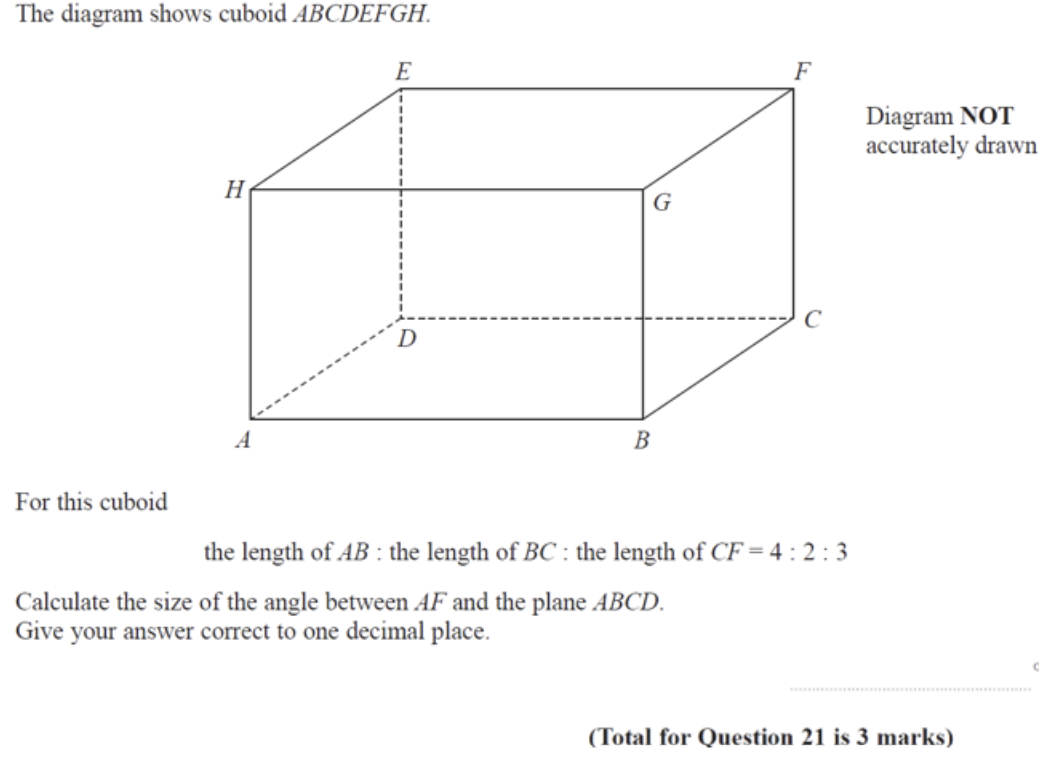 The diagram shows cuboid ABCDEFGH.
E
F
Diagram NOT
accurately drawn
H
G
C
D
A
B
For this cuboid
the length of AB : the length of BC : the length of CF = 4 : 2 : 3
Calculate the size of the angle between AF and the plane ABCD.
Give your answer correct to one decimal place.
°
(Total for Question 21 is 3 marks)